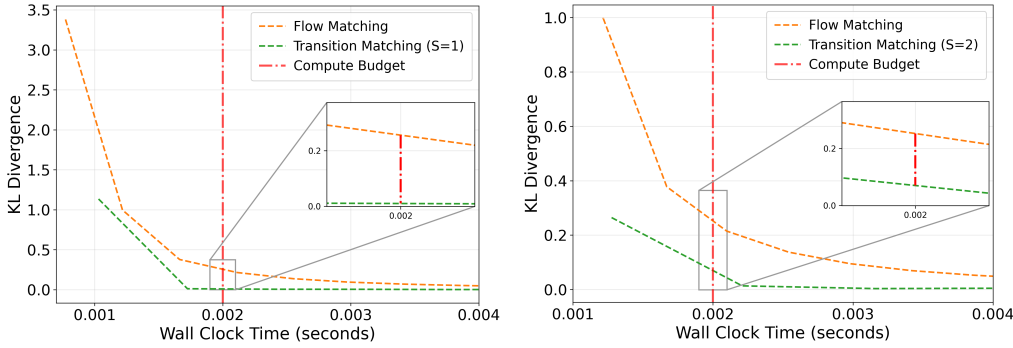 3.5
3.0
2.5
2.0
1.5
1.0
0.5
0.0
KL Divergence
Flow Matching
Transition Matching (S=1)
Compute Budget
0.2
0.0
0.002
0.001
0.002
0.003
0.004
Wall Clock Time (seconds)
1.0
0.8
0.6
0.4
0.2
0.0
KL Divergence
Flow Matching
Transition Matching (S=2)
Compute Budget
0.2
0.0
0.002
0.001
0.002
0.003
0.004
Wall Clock Time (seconds)